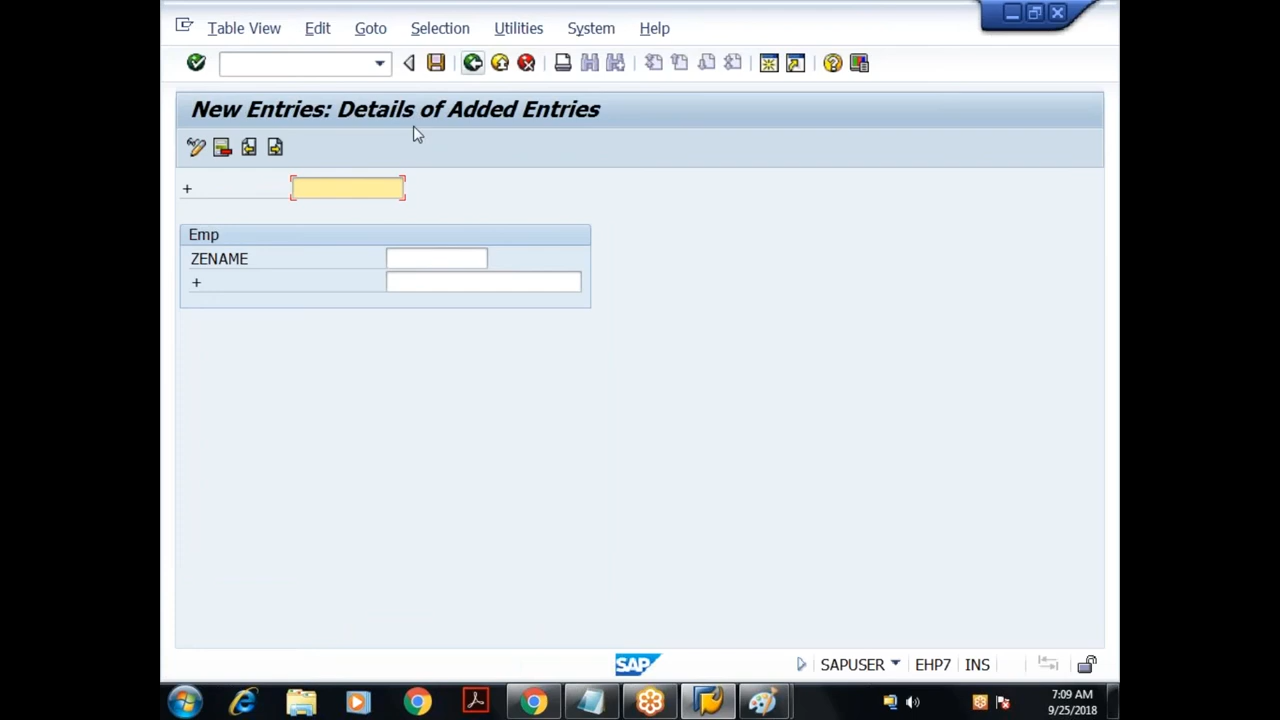 Table View Edit Goto Selection Utilities System Help
New Entries: Details of Added Entries
+
Emp
ZENAME
+
SAP SAPUSER EHP7 INS
7:09 AM
9/25/2018